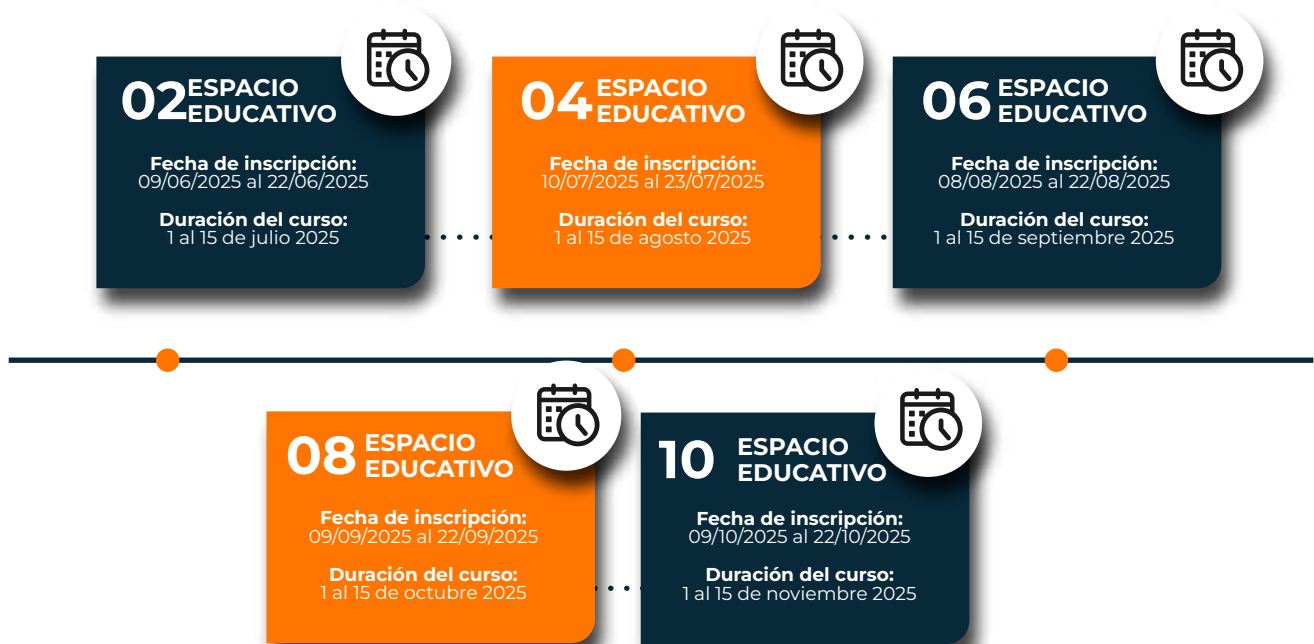 02 ESPACIO
EDUCATIVO
Fecha de inscripción:
09/06/2025 al 22/06/2025
Duración del curso:
1 al 15 de julio 2025
04 ESPACIO
EDUCATIVO
Fecha de inscripción:
10/07/2025 al 23/07/2025
Duración del curso:
1 al 15 de agosto 2025
06 ESPACIO
EDUCATIVO
Fecha de inscripción:
08/08/2025 al 22/08/2025
Duración del curso:
1 al 15 de septiembre 2025
08 ESPACIO
EDUCATIVO
Fecha de inscripción:
09/09/2025 al 22/09/2025
Duración del curso:
1 al 15 de octubre 2025
10 ESPACIO
EDUCATIVO
Fecha de inscripción:
09/10/2025 al 22/10/2025
Duración del curso:
1 al 15 de noviembre 2025